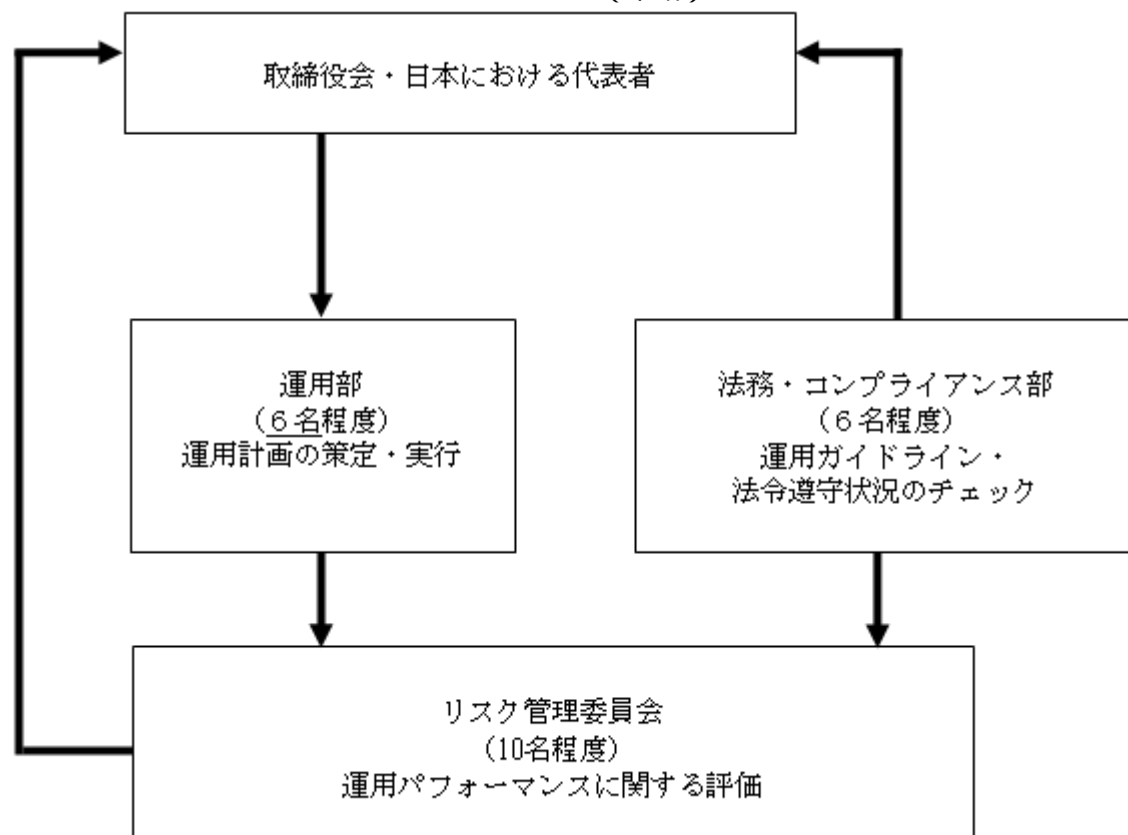 取締役会・日本における代表者
運用部
(6名程度)
運用計画の策定・実行
法務・コンプライアンス部
(6名程度)
運用ガイドライン・
法令遵守状況のチェック
リスク管理委員会
(10名程度)
運用パフォーマンスに関する評価